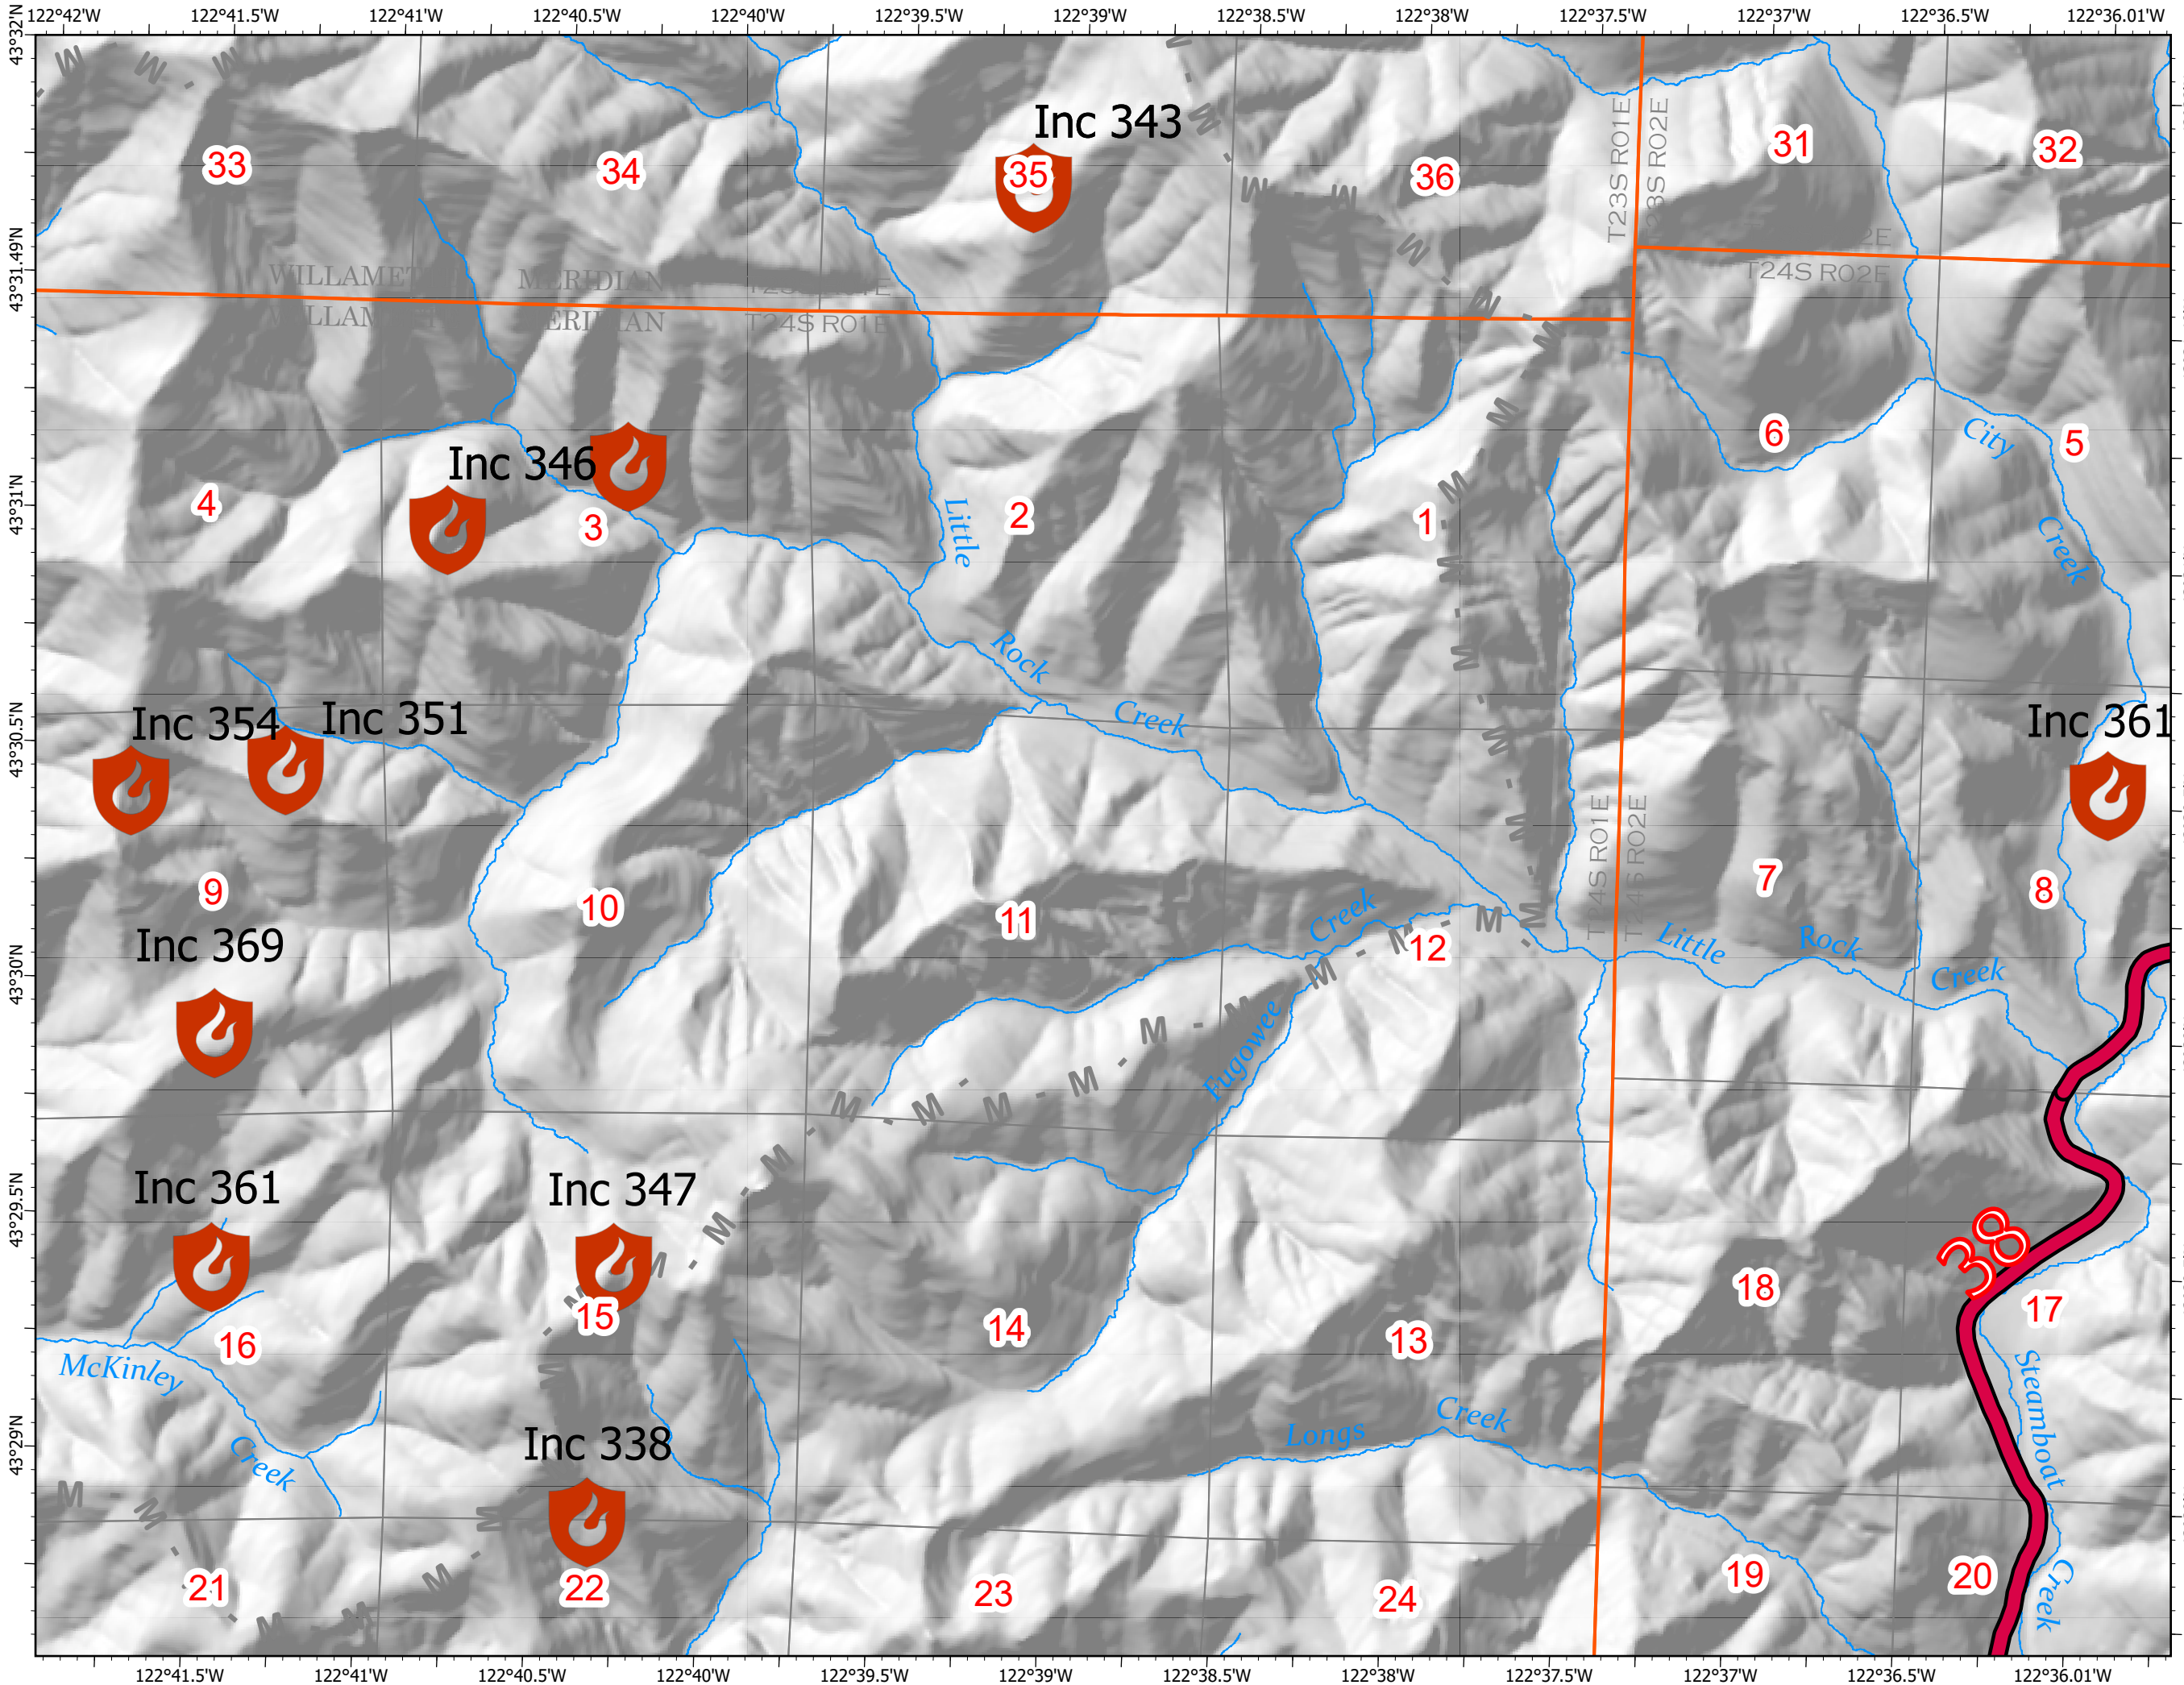 122°42'W 122°41.5'W 122°41'W 122°40.5'W 122°40'W 122°39.5'W 122°39'W 122°38.5'W 122°38'W 122°37.5'W 122°37'W 122°36.5'W 122°36.01'W
43°32'N
43°31.49'N
43°31'N
43°30.5'N
43°30'N
43°29.5'N
43°29'N
M M M
M M
M M M
M M
Inc 343
33 34 35 36 31 32
T23S R01E
T23S R02E
WILLAMET MERIDIAN
ERIDIAN T24S R01E
T24S R02E
Inc 346
4 3 2 1 6 5
City
Creek
Little
Rock
Creek
M M M M M M M M
Inc 354 Inc 351 Inc 361
T24S R01E
T24S R02E
9 10 11 12 7 8
Creek
Little Rock
Creek
Inc 369
Fugowee
M M M M M M M M M M M
Inc 361 Inc 347
38
16 15 14 13 18 17
McKinley
Creek
Longs Creek
Steamboat
Creek
Inc 338
M M M M M M M
21 22 23 24 19 20
122°41.5'W 122°41'W 122°40.5'W 122°40'W 122°39.5'W 122°39'W 122°38.5'W 122°38'W 122°37.5'W 122°37'W 122°36.5'W 122°36.01'W